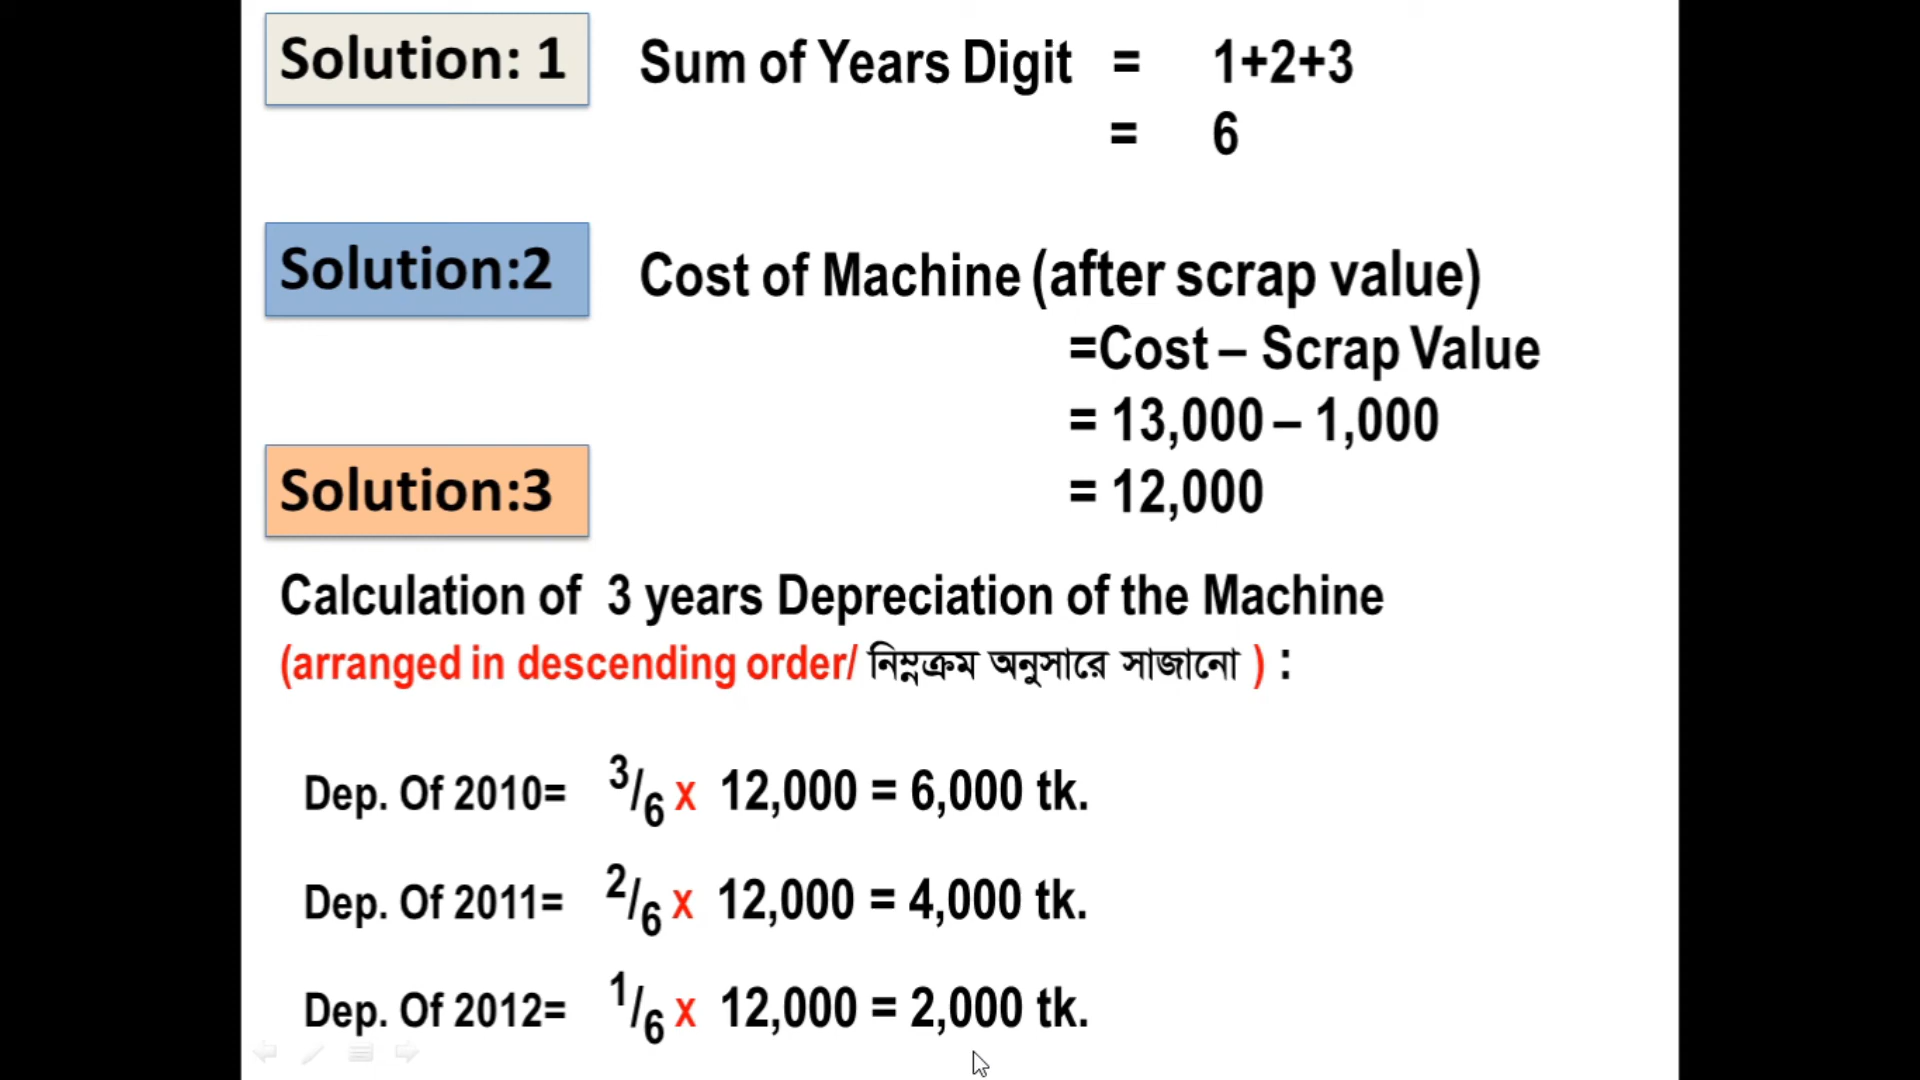 Solution: 1
Sum of Years Digit = 1+2+3
= 6
Solution:2
Cost of Machine (after scrap value)
=Cost – Scrap Value
= 13,000 – 1,000
Solution:3
= 12,000
Calculation of 3 years Depreciation of the Machine
(arranged in descending order/ নিম্নক্রম অনুসারে সাজানো ) :
Dep. Of 2010= 3/6 x 12,000 = 6,000 tk.
Dep. Of 2011= 2/6 x 12,000 = 4,000 tk.
Dep. Of 2012= 1/6 x 12,000 = 2,000 tk.